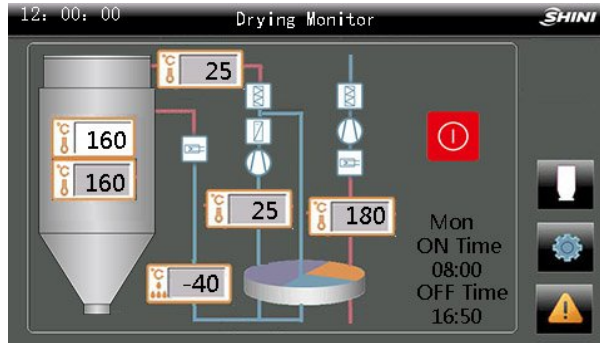 12: 00: 00
Drying Monitor
SHINI
℃ 25
℃ 160
℃ 160
℃ 25
℃ 180
℃ -40
Mon
ON Time
08:00
OFF Time
16:50